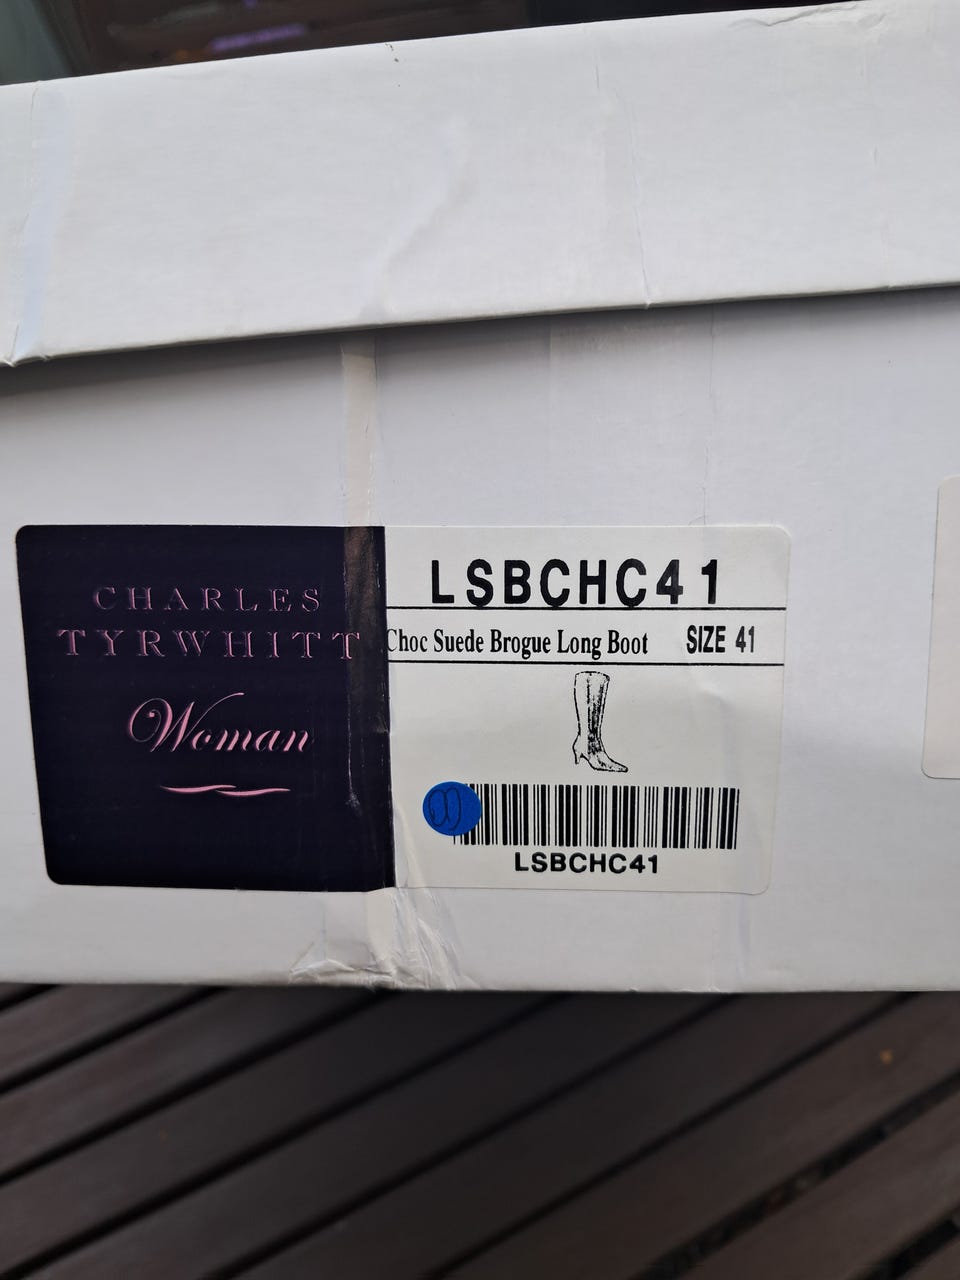 CHARLES
TYRWHITT
Woman
LSBCHC41
Choc Suede Brogue Long Boot SIZE 41
LSBCHC41